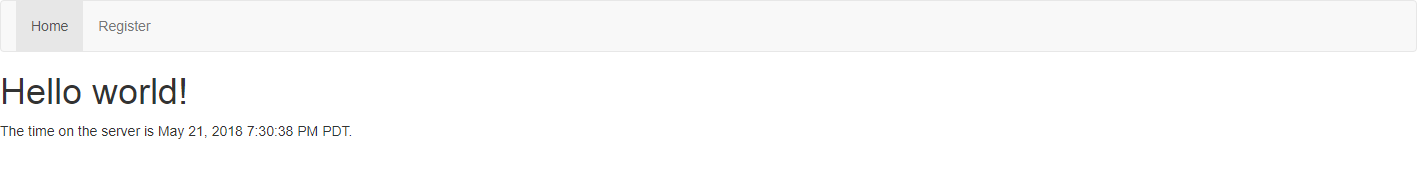 Home Register
Hello world!
The time on the server is May 21, 2018 7:30:38 PM PDT.